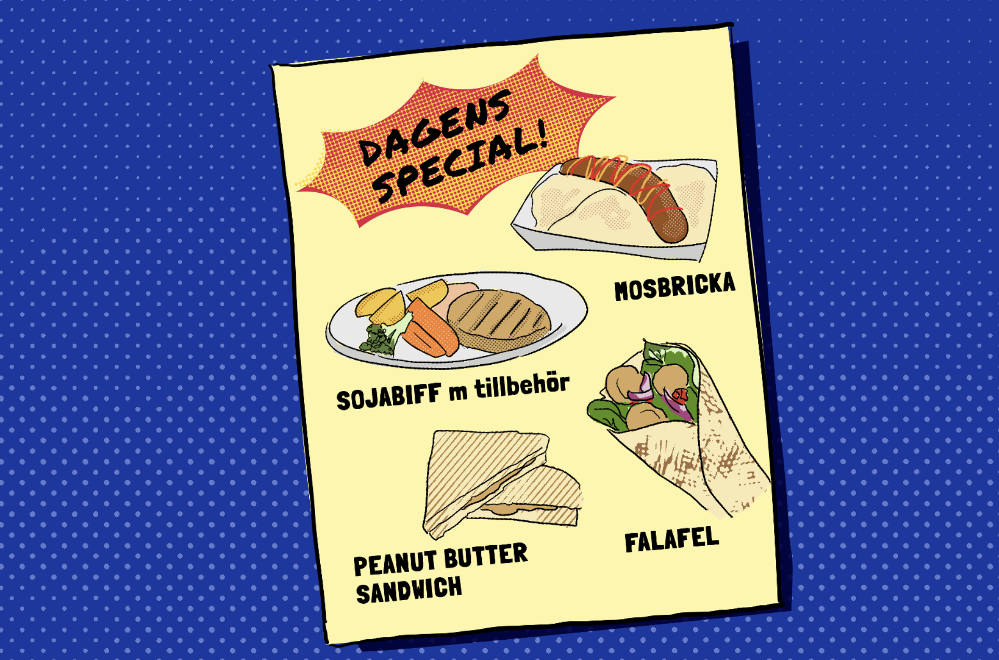 DAGENS
SPECIAL!
MOSBRICKA
SOJABIFF m tillbehör
PEANUT BUTTER
SANDWICH
FALAFEL